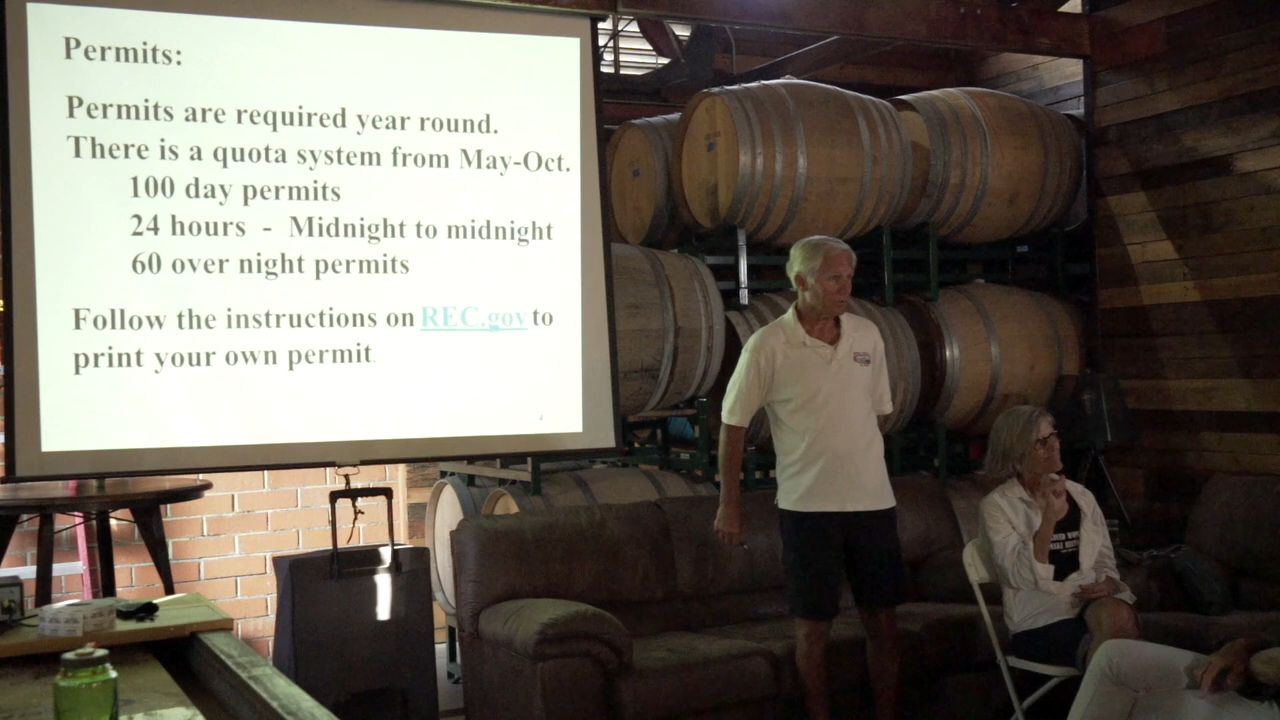 Permits:
Permits are required year round.
There is a quota system from May-Oct.
100 day permits
24 hours - Midnight to midnight
60 over night permits
Follow the instructions on REC.gov to
print your own permit.
4